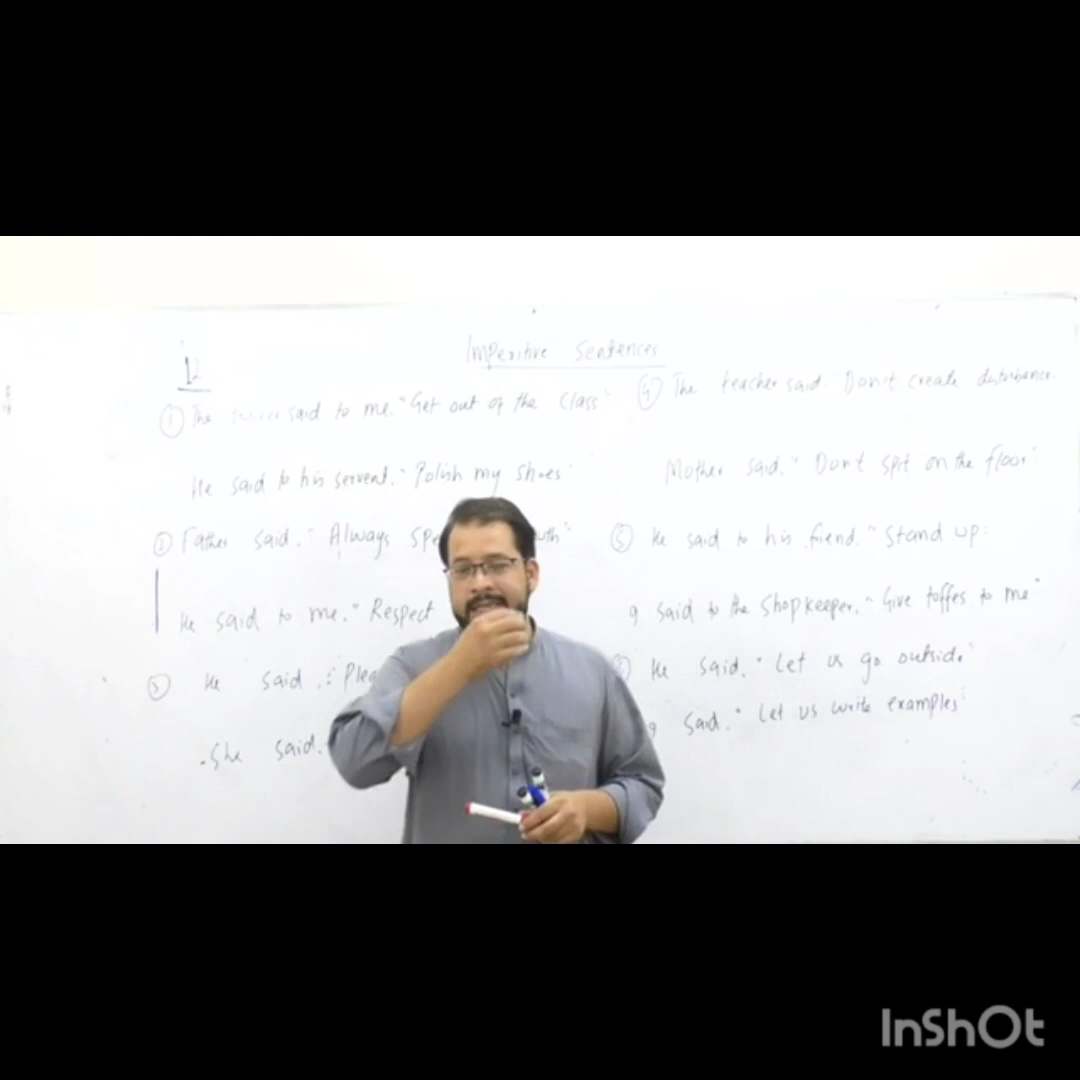 12
Imperitive Sentences
① The said to me. "Get out of the class"
He said to his servent. "Polish my shoes"
② Father said. "Always
He said to me. "Respect
③ He said. "
She said.
④ The teacher said "Don't create disturbance.
Mother said. "Don't spit on the floor"
⑤ He said to his friend. "Stand up"
I said to the shopkeeper. "Give toffes to me"
He said. "Let us go outside"
I said. "Let us write examples"
InShOt